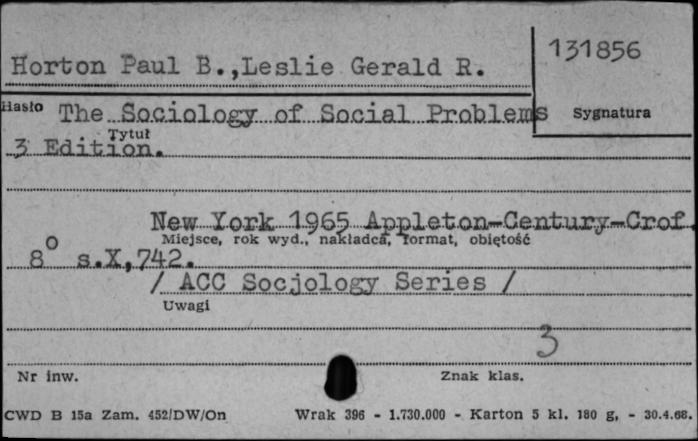 Horton Paul B.,Leslie Gerald R.
131856
Hasło The Sociology of Social Problems Sygnatura
Tytuł
3 Edition.
New York 1965 Appleton-Century-Crof.
Miejsce, rok wyd., nakładca, format, objętość
8° s.X,742.
/ ACC Socjology Series /
Uwagi
3
Nr inw. Znak klas.
CWD B 15a Zam. 452/DW/On Wrak 396 - 1.730.000 - Karton 5 kl. 180 g, - 30.4.68.